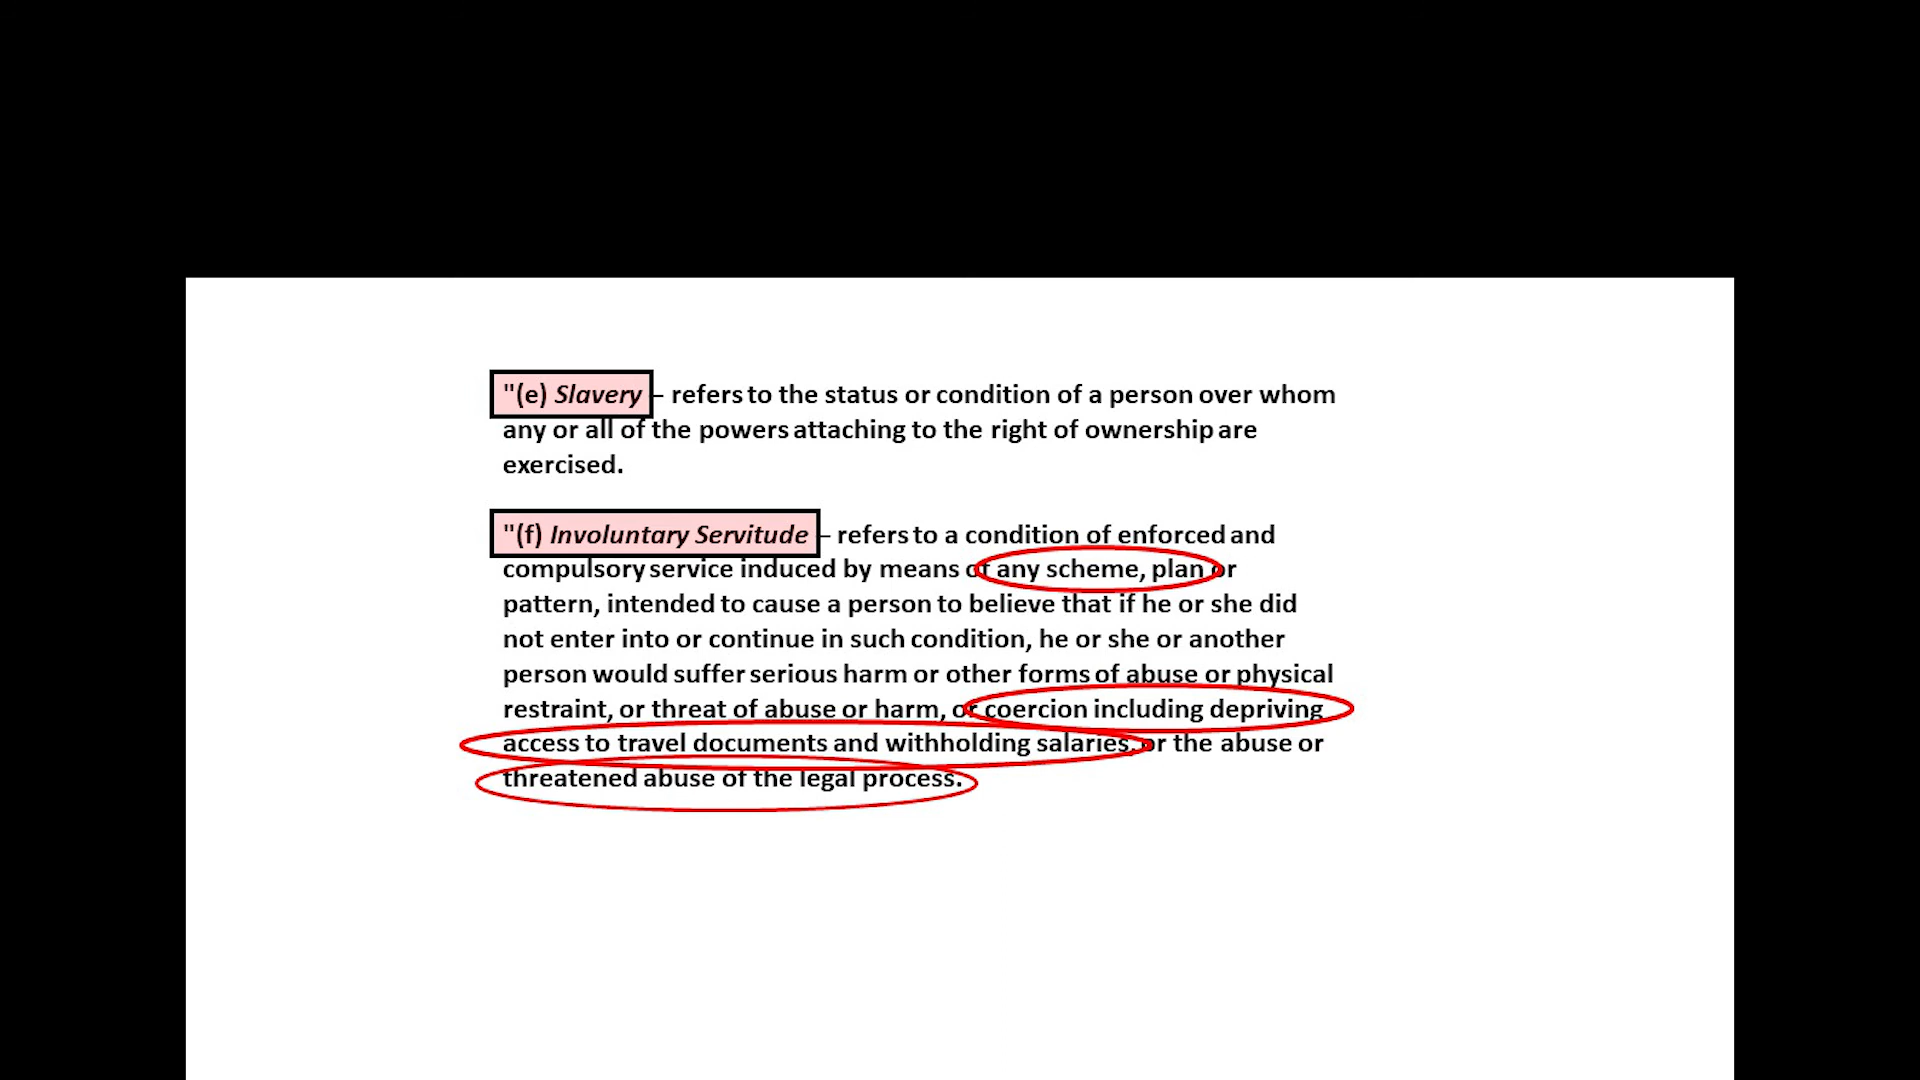 "(e) Slavery – refers to the status or condition of a person over whom
any or all of the powers attaching to the right of ownership are
exercised.
"(f) Involuntary Servitude – refers to a condition of enforced and
compulsory service induced by means of any scheme, plan or
pattern, intended to cause a person to believe that if he or she did
not enter into or continue in such condition, he or she or another
person would suffer serious harm or other forms of abuse or physical
restraint, or threat of abuse or harm, or coercion including depriving
access to travel documents and withholding salaries, or the abuse or
threatened abuse of the legal process.